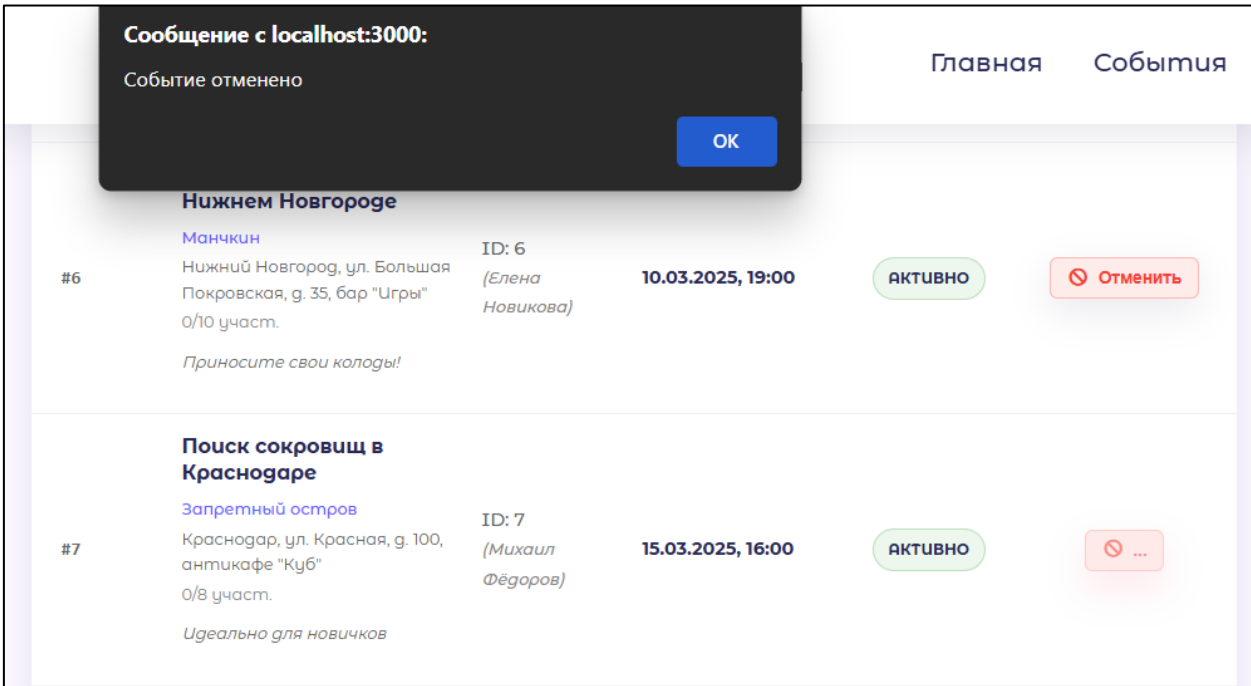 Сообщение с localhost:3000:
Событие отменено
OK
Главная
События
#6
Нижнем Новгороде
Манчкин
Нижний Новгород, ул. Большая
Покровская, д. 35, бар "Игры"
0/10 участ.
Приносите свои колоды!
ID: 6
(Елена
Новикова)
10.03.2025, 19:00
АКТИВНО
Отменить
#7
Поиск сокровищ в
Краснодаре
Запретный остров
Краснодар, ул. Красная, д. 100,
антикафе "Куб"
0/8 участ.
Идеально для новичков
ID: 7
(Михаил
Фёдоров)
15.03.2025, 16:00
АКТИВНО
...